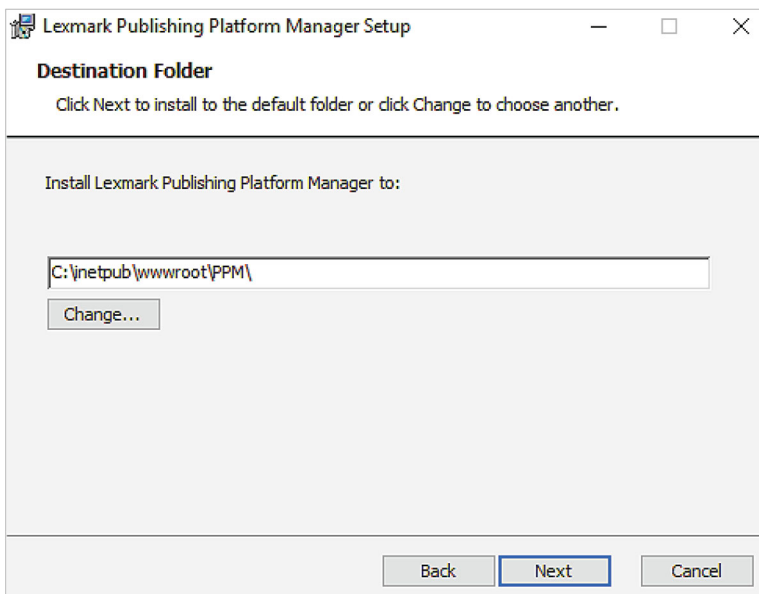 Lexmark Publishing Platform Manager Setup
Destination Folder
Click Next to install to the default folder or click Change to choose another.
Install Lexmark Publishing Platform Manager to:
C:\inetpub\wwwroot\PPM\
Change...
Back Next Cancel